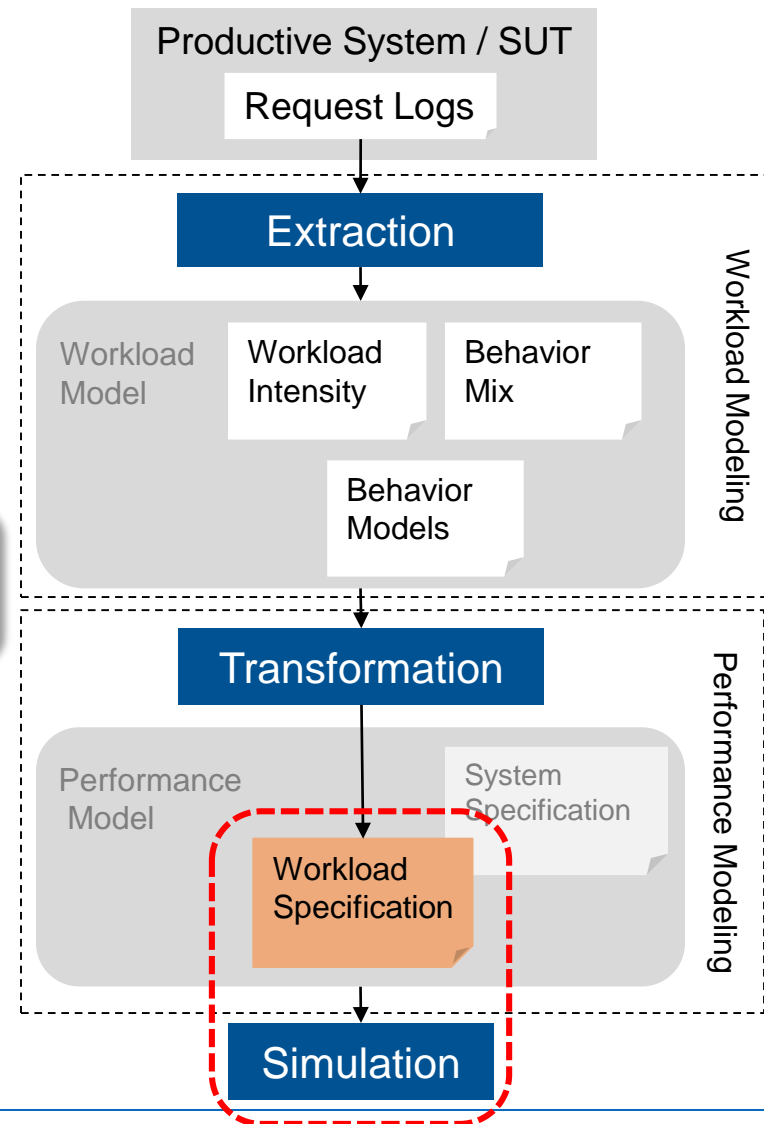 Productive System / SUT
Request Logs
Extraction
Workload Modeling
Workload
Model
Workload
Intensity
Behavior
Mix
Behavior
Models
Transformation
Performance Modeling
Performance
Model
System
Specification
Workload
Specification
Simulation